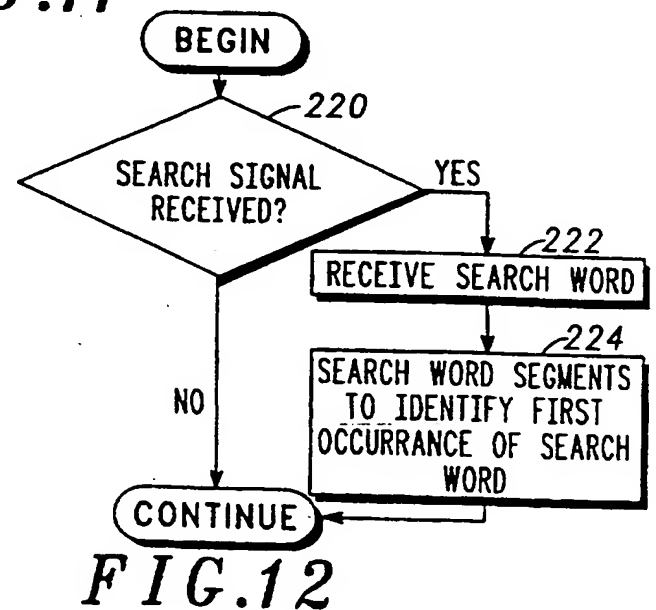 BEGIN
220
SEARCH SIGNAL
RECEIVED?
YES
222
RECEIVE SEARCH WORD
224
SEARCH WORD SEGMENTS
TO IDENTIFY FIRST
OCCURRANCE OF SEARCH
WORD
NO
CONTINUE
FIG.12